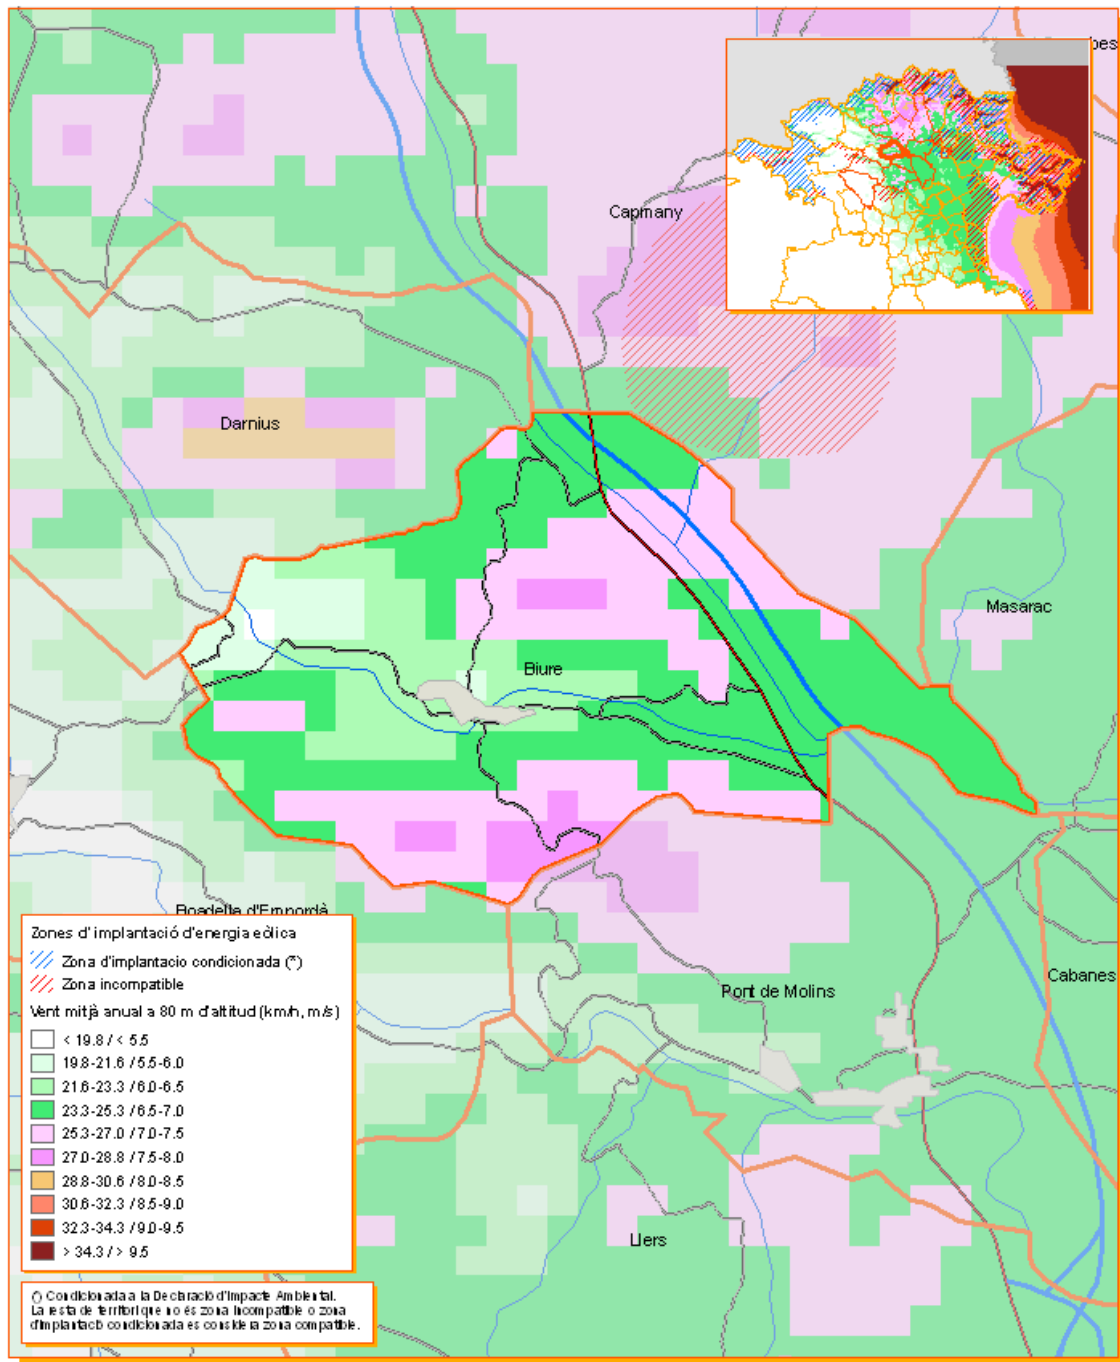 bes
Capmany
Darnius
Masarac
Biure
Boadella d'Empordà
Zones d'implantació d'energia eòlica
Zona d'implantacio condicionada (*)
Zona incompatible
Vent mitjà anual a 80 m d'altitud (km/h, m/s)
< 19.8 / < 5.5
19.8-21.6 / 5.5-6.0
21.6-23.3 / 6.0-6.5
23.3-25.3 / 6.5-7.0
25.3-27.0 / 7.0-7.5
27.0-28.8 / 7.5-8.0
28.8-30.6 / 8.0-8.5
30.6-32.3 / 8.5-9.0
32.3-34.3 / 9.0-9.5
> 34.3 / > 9.5
Cabanes
Pont de Molins
Llers
() Condicionada a la Declaració d'Impacte Ambiental.
La resta de territori que no és zona incompatible o zona
d'implantació condicionada es considera zona compatible.